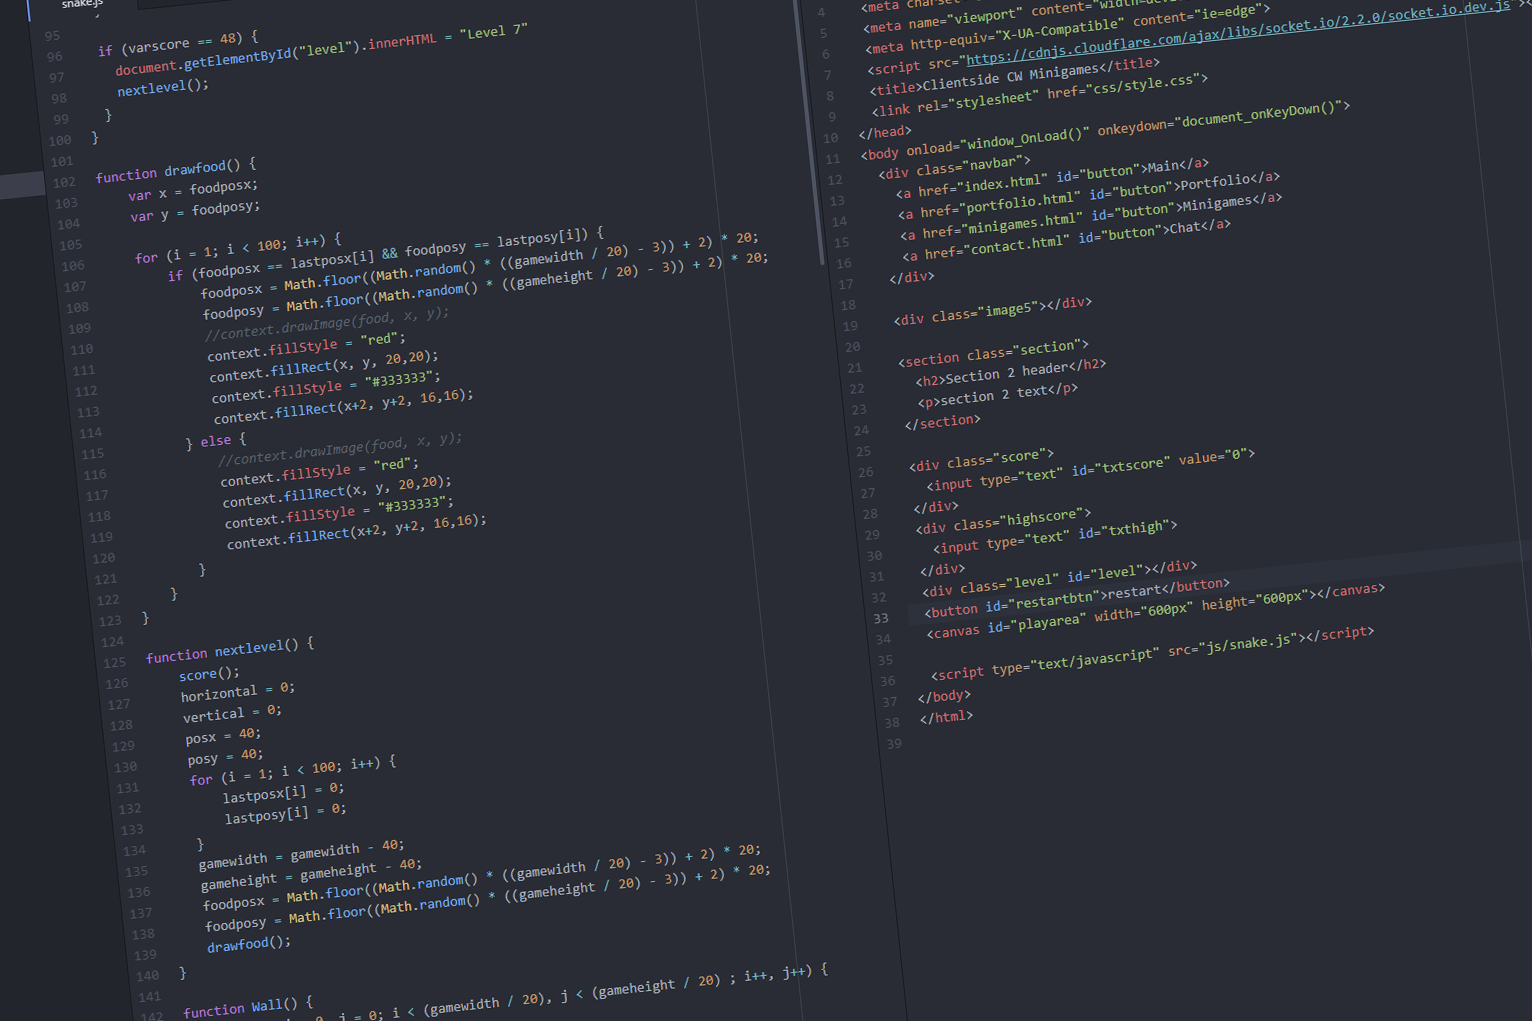 snake.js
95
96 if (varscore == 48) {
97 document.getElementById("level").innerHTML = "Level 7"
98 nextlevel();
99 }
100 }
101
102 function drawfood() {
103 var x = foodposx;
104 var y = foodposy;
105
106 for (i = 1; i < 100; i++) {
107 if (foodposx == lastposx[i] && foodposy == lastposy[i]) {
108 foodposx = Math.floor((Math.random() * ((gamewidth / 20) - 3)) + 2) * 20;
109 foodposy = Math.floor((Math.random() * ((gameheight / 20) - 3)) + 2) * 20;
110 //context.drawImage(food, x, y);
111 context.fillStyle = "red";
112 context.fillRect(x, y, 20,20);
113 context.fillStyle = "#333333";
114 context.fillRect(x+2, y+2, 16,16);
115 } else {
116 //context.drawImage(food, x, y);
117 context.fillStyle = "red";
118 context.fillRect(x, y, 20,20);
119 context.fillStyle = "#333333";
120 context.fillRect(x+2, y+2, 16,16);
121 }
122 }
123 }
124
125 function nextlevel() {
126 score();
127 horizontal = 0;
128 vertical = 0;
129 posx = 40;
130 posy = 40;
131 for (i = 1; i < 100; i++) {
132 lastposx[i] = 0;
133 lastposy[i] = 0;
134 }
135 gamewidth = gamewidth - 40;
136 gameheight = gameheight - 40;
137 foodposx = Math.floor((Math.random() * ((gamewidth / 20) - 3)) + 2) * 20;
138 foodposy = Math.floor((Math.random() * ((gameheight / 20) - 3)) + 2) * 20;
139 drawfood();
140 }
141
142 function Wall() {
j = 0; i < (gamewidth / 20), j < (gameheight / 20) ; i++, j++) {
4 <meta
5 <meta name="viewport" content=
6 <meta http-equiv="X-UA-Compatible" content="ie=edge">
7 <script src="https://cdnjs.cloudflare.com/ajax/libs/socket.io/2.2.0/socket.io.dev.js"><
8 <title>Clientside CW Minigames</title>
9 <link rel="stylesheet" href="css/style.css">
10 </head>
11 <body onload="window_OnLoad()" onkeydown="document_onKeyDown()">
12 <div class="navbar">
13 <a href="index.html" id="button">Main</a>
14 <a href="portfolio.html" id="button">Portfolio</a>
15 <a href="minigames.html" id="button">Minigames</a>
16 <a href="contact.html" id="button">Chat</a>
17 </div>
18
19 <div class="image5"></div>
20
21 <section class="section">
22 <h2>Section 2 header</h2>
23 <p>section 2 text</p>
24 </section>
25
26 <div class="score">
27 <input type="text" id="txtscore" value="0">
28 </div>
29 <div class="highscore">
30 <input type="text" id="txthigh">
31 </div>
32 <div class="level" id="level"></div>
33 <button id="restartbtn">restart</button>
34 <canvas id="playarea" width="600px" height="600px"></canvas>
35
36 <script type="text/javascript" src="js/snake.js"></script>
37 </body>
38 </html>
39